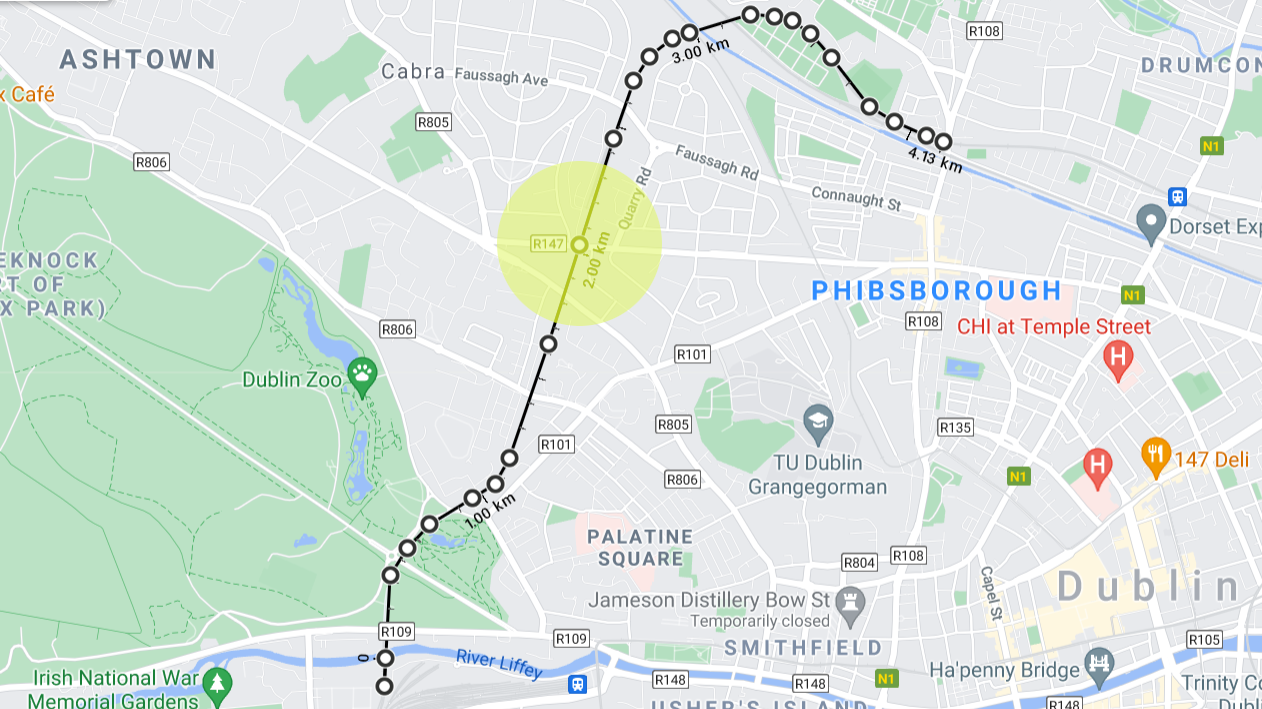 R108
ASHTOWN
DRUMCON
Cabra
Faussagh Ave
3.00 km
x Café
R805
R806
4.13 km
N1
Faussagh Rd
Quarry Rd
Connaught St
Dorset Exp
R147
2.00 km
EKNOCK
RT OF
X PARK)
PHIBSBOROUGH
N1
R806
R108
CHI at Temple Street
H
R101
Dublin Zoo
R805
R135
R101
TU Dublin
Grangegorman
H
147 Deli
N1
R806
1.00 km
PALATINE
SQUARE
R804
R108
Capel St
Dublin
Jameson Distillery Bow St
Temporarily closed
R109
R109
SMITHFIELD
R105
0
River Liffey
Ha'penny Bridge
Irish National War
Memorial Gardens
R148
R148
N1
Trinity Co
Dubli
USHER'S ISLAND
R148